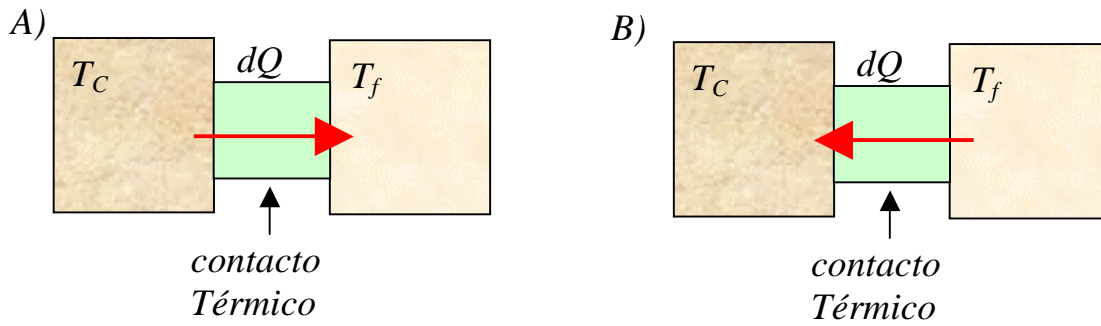 A)
T_C
dQ
T_f
contacto
Térmico
B)
T_C
dQ
T_f
contacto
Térmico